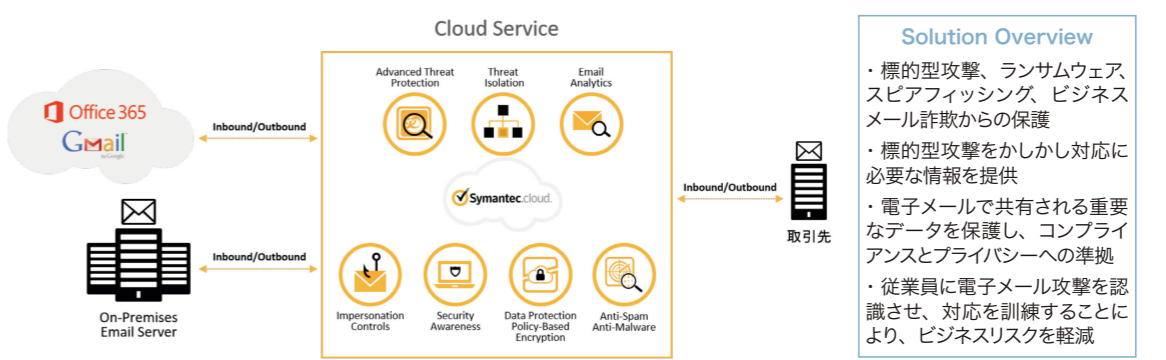 Cloud Service
Office 365
Gmail
by Google
Inbound/Outbound
On-Premises
Email Server
Inbound/Outbound
Advanced Threat
Protection
Threat
Isolation
Email
Analytics
Symantec.cloud.
Impersonation
Controls
Security
Awareness
Data Protection
Policy-Based
Encryption
Anti-Spam
Anti-Malware
Inbound/Outbound
取引先
Solution Overview
・標的型攻撃、ランサムウェア、
スピアフィッシング、ビジネス
メール詐欺からの保護
・標的型攻撃をかしかし対応に
必要な情報を提供
・電子メールで共有される重要
なデータを保護し、コンプライ
アンスとプライバシーへの準拠
・従業員に電子メール攻撃を認
識させ、対応を訓練することに
より、ビジネスリスクを軽減